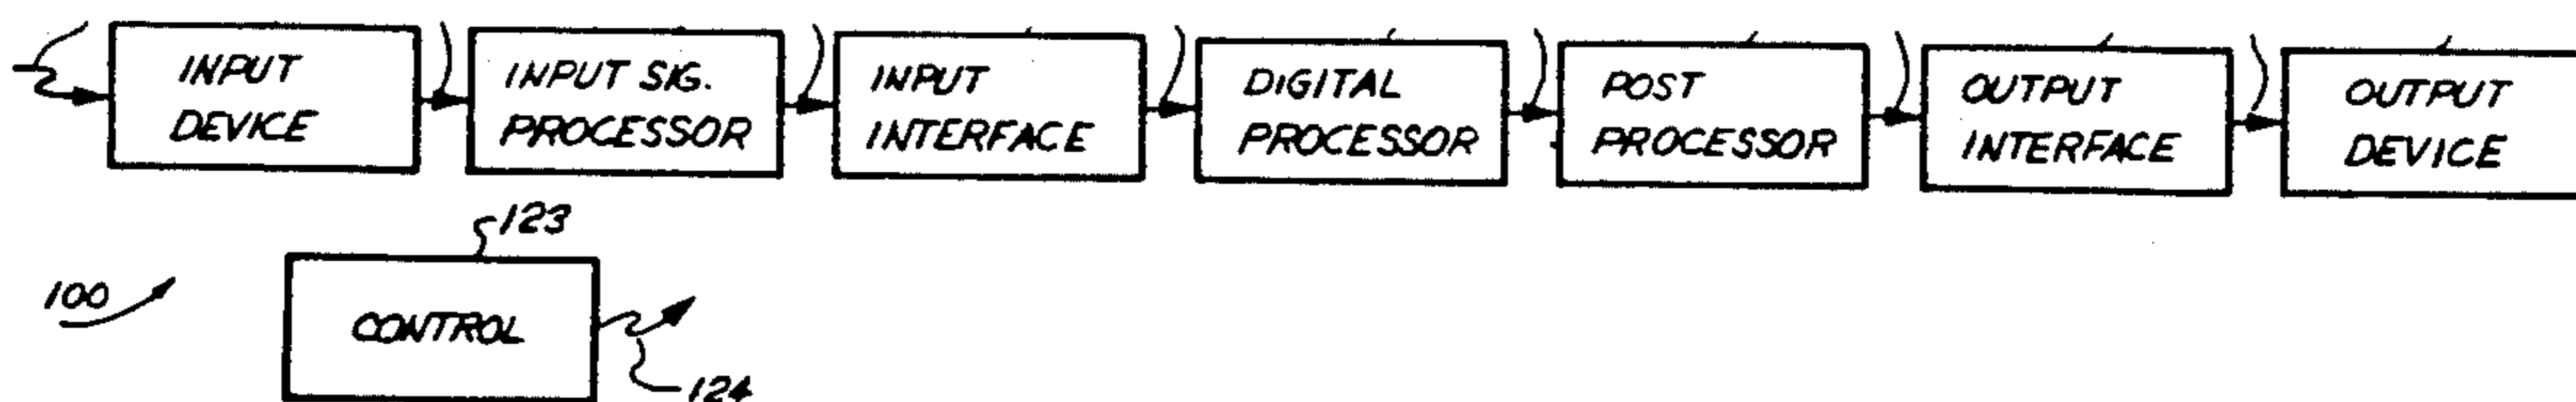 INPUT
DEVICE
INPUT SIG.
PROCESSOR
INPUT
INTERFACE
DIGITAL
PROCESSOR
POST
PROCESSOR
OUTPUT
INTERFACE
OUTPUT
DEVICE
123
100
CONTROL
124